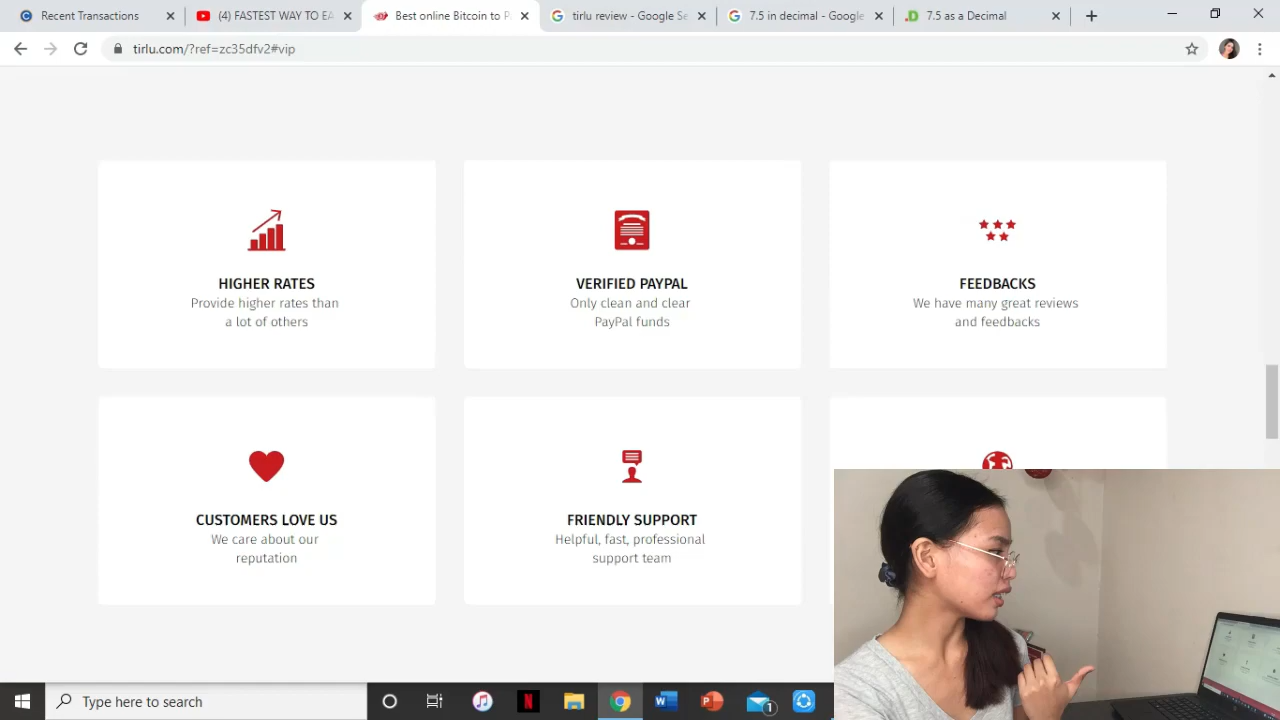 Recent Transactions
(4) FASTEST WAY TO EA
Best online Bitcoin to P
tirlu review - Google Se
7.5 in decimal - Google
7.5 as a Decimal
tirlu.com/?ref=zc35dfv2#vip
HIGHER RATES
Provide higher rates than
a lot of others
VERIFIED PAYPAL
Only clean and clear
PayPal funds
FEEDBACKS
We have many great reviews
and feedbacks
CUSTOMERS LOVE US
We care about our
reputation
FRIENDLY SUPPORT
Helpful, fast, professional
support team
Type here to search
1